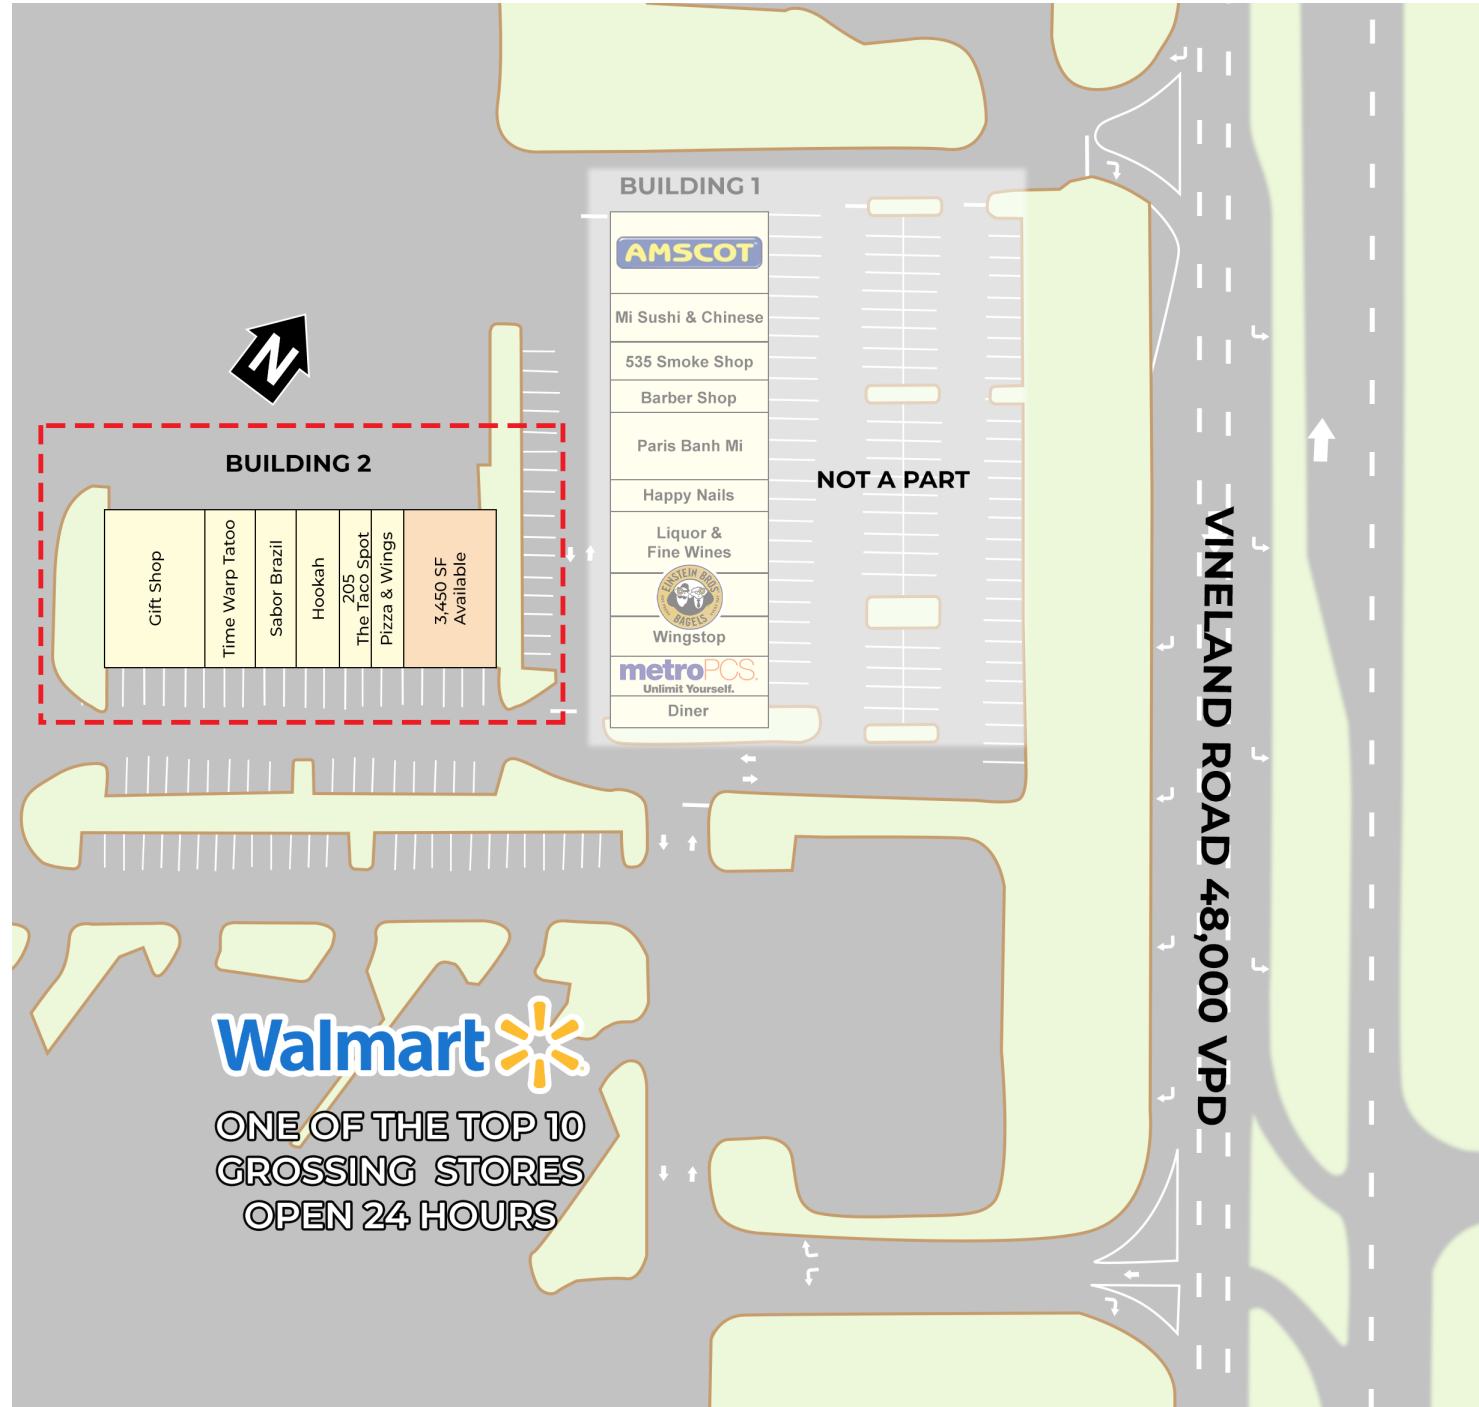 BUILDING 1
AMSCOT
Mi Sushi & Chinese
535 Smoke Shop
Barber Shop
Paris Banh Mi
Happy Nails
Liquor &
Fine Wines
EINSTEIN BROS
BAGELS
Wingstop
metroPCS.
Unlimit Yourself.
Diner
NOT A PART
N
BUILDING 2
Gift Shop
Time Warp Tatoo
Sabor Brazil
Hookah
205
The Taco Spot
Pizza & Wings
3,450 SF
Available
VINELAND ROAD 48,000 VPD
Walmart
ONE OF THE TOP 10
GROSSING STORES
OPEN 24 HOURS